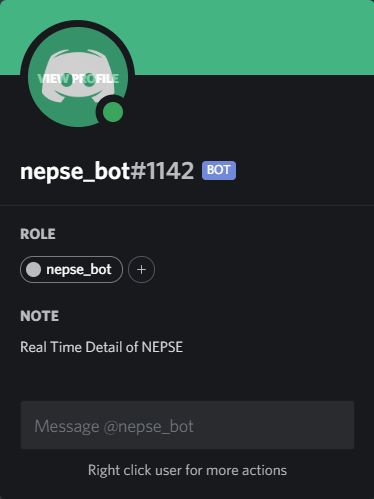 VIEW PROFILE
nepse_bot#1142 BOT
ROLE
nepse_bot +
NOTE
Real Time Detail of NEPSE
Message @nepse_bot
Right click user for more actions